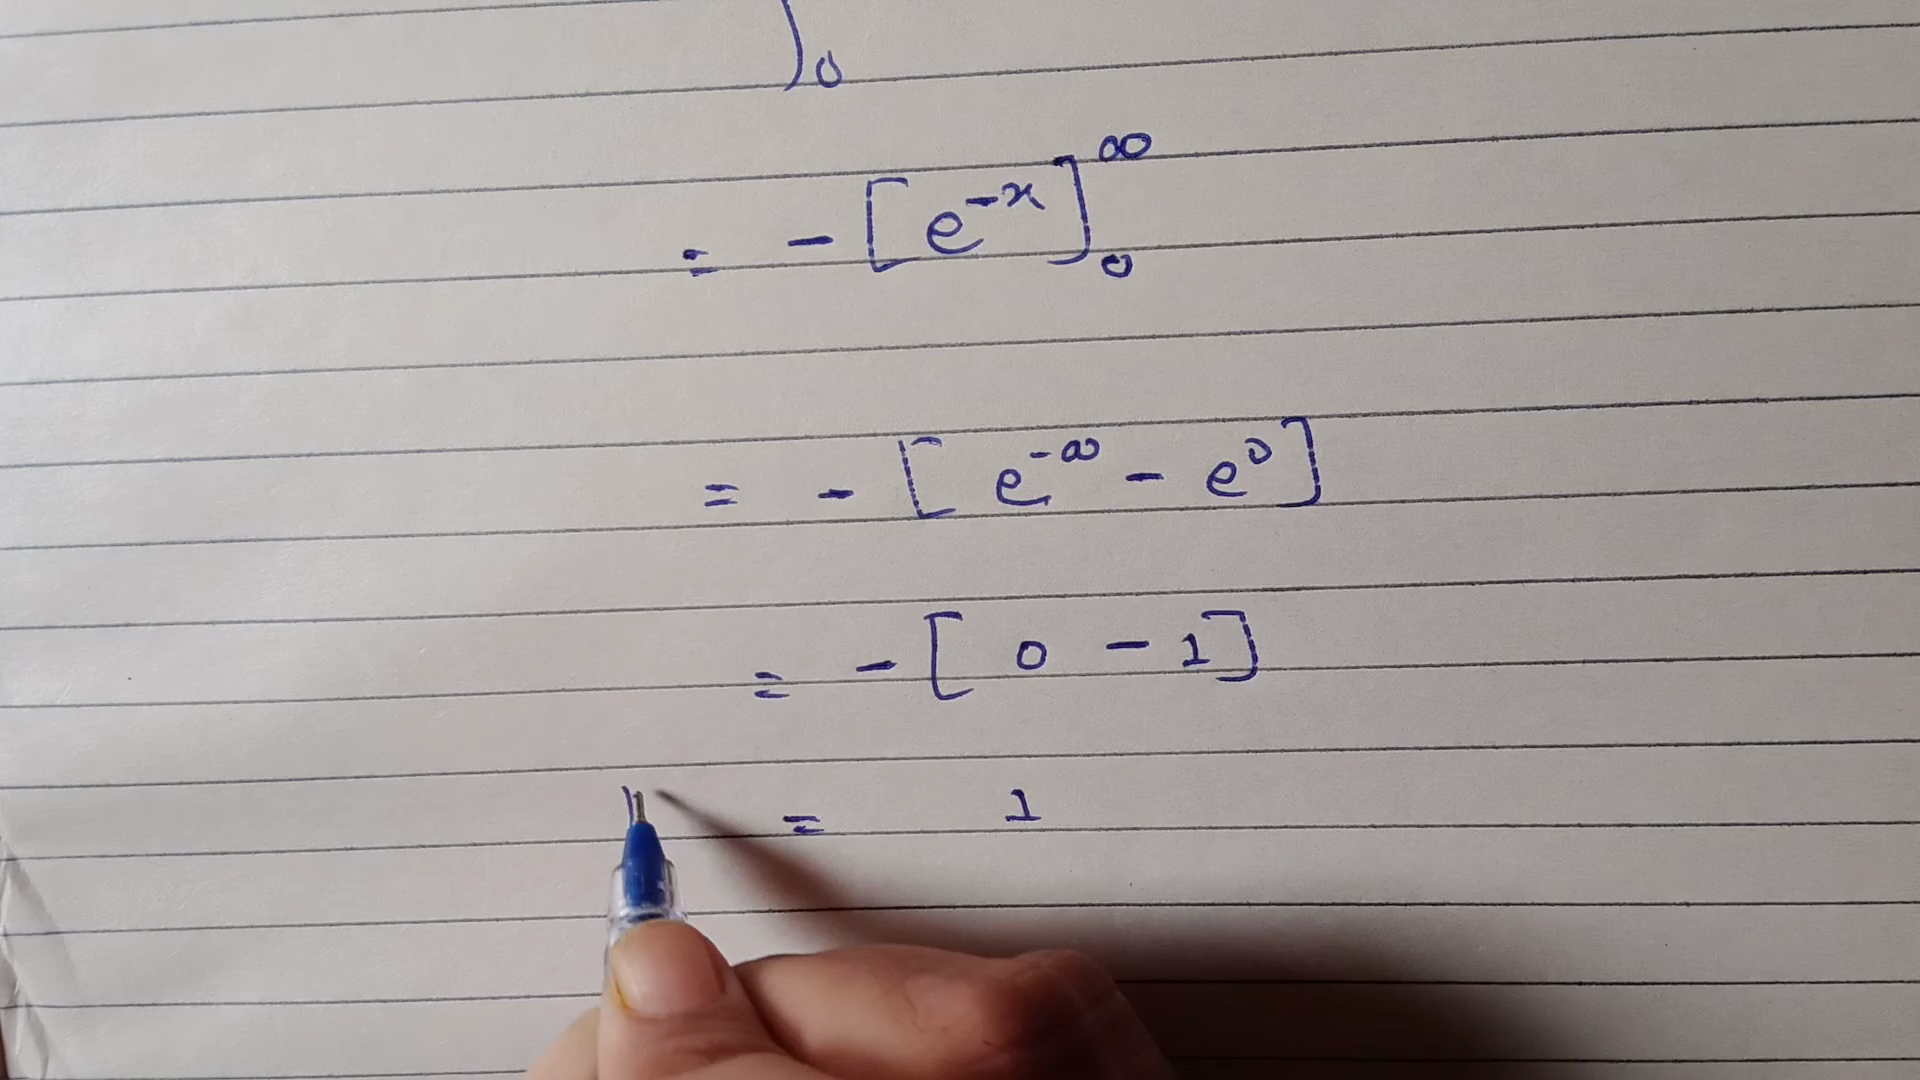 ∫₀
= - [e^{-x}]₀^∞
= - [e^{-∞} - e⁰]
= - [0 - 1]
= 1